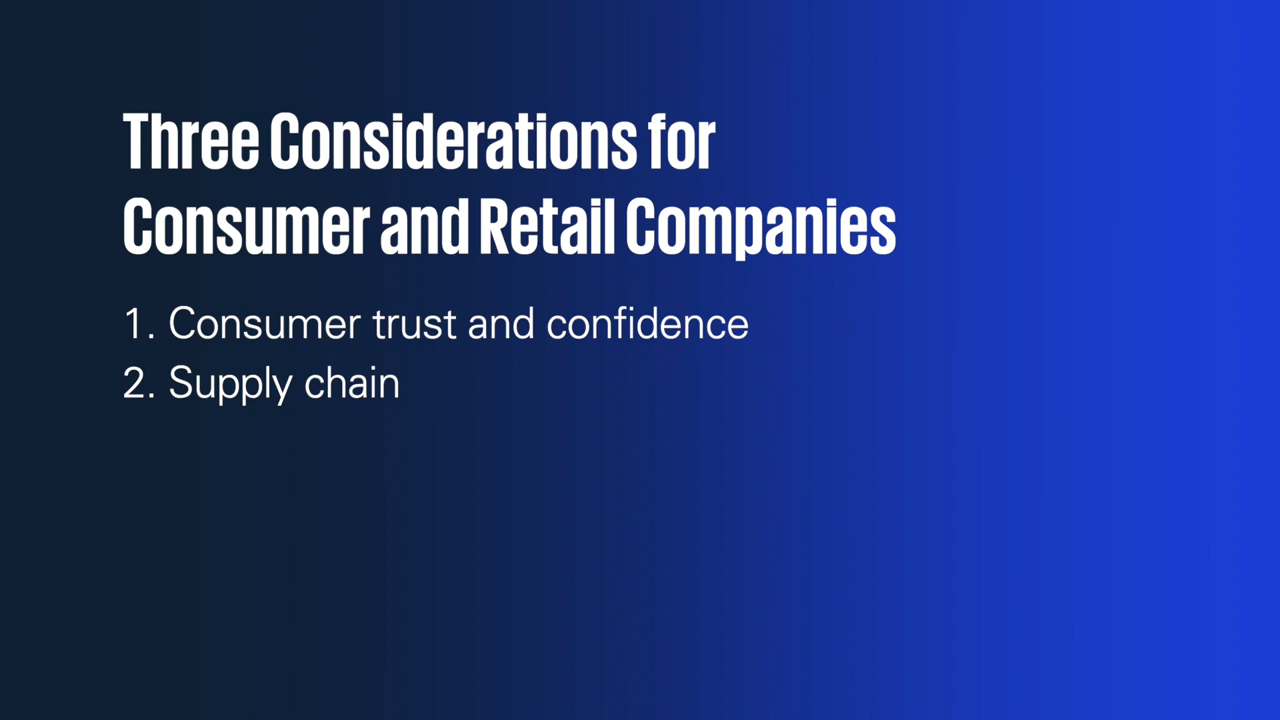 Three Considerations for
Consumer and Retail Companies
1. Consumer trust and confidence
2. Supply chain